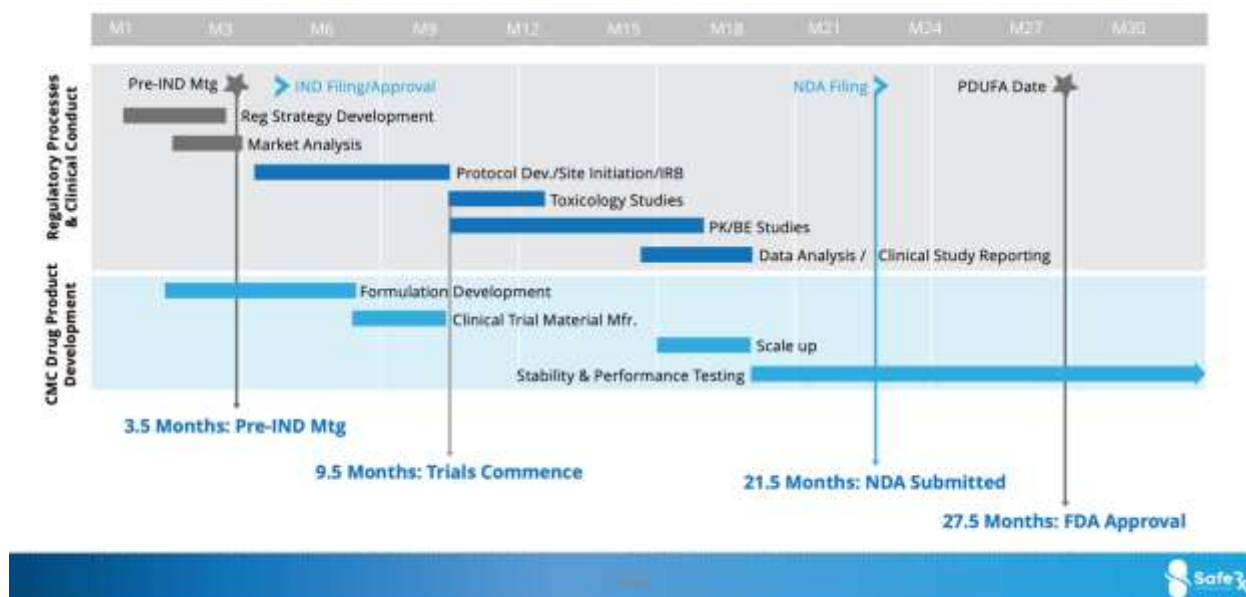 M1 M3 M6 M9 M12 M15 M18 M21 M24 M27 M30
Regulatory Processes
& Clinical Conduct
Pre-IND Mtg
IND Filing/Approval
NDA Filing
PDUFA Date
Reg Strategy Development
Market Analysis
Protocol Dev./Site Initiation/IRB
Toxicology Studies
PK/BE Studies
Data Analysis / Clinical Study Reporting
CMC Drug Product
Development
Formulation Development
Clinical Trial Material Mfr.
Scale up
Stability & Performance Testing
3.5 Months: Pre-IND Mtg
9.5 Months: Trials Commence
21.5 Months: NDA Submitted
27.5 Months: FDA Approval